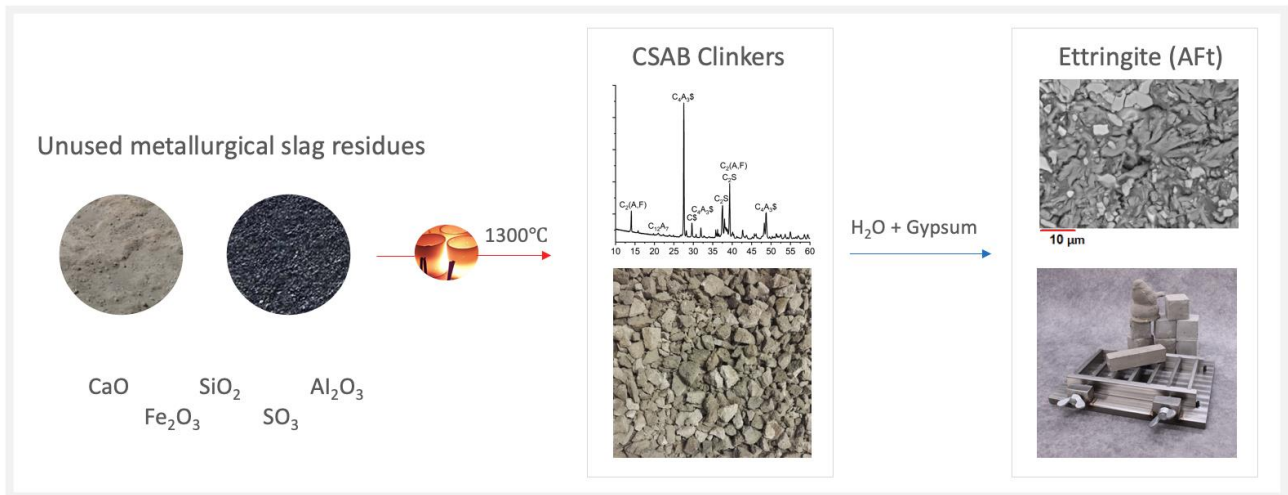 Unused metallurgical slag residues
CaO SiO₂ Al₂O₃
Fe₂O₃ SO₃
1300℃
CSAB Clinkers
C₄A₃$
C₂(A,F)
C₂S
C₂(A,F)
C₂S
C₄A₃$
C₄A₃$
C$
C₁₂A₇
10 15 20 25 30 35 40 45 50 55 60
H₂O + Gypsum
Ettringite (AFt)
10 μm